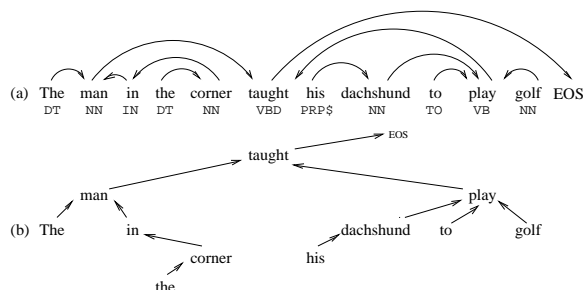 (a) The man in the corner taught his dachshund to play golf EOS
DT NN IN DT NN VBD PRP$ NN TO VB NN
EOS
taught
man play
(b) The in dachshund to golf
corner his
the